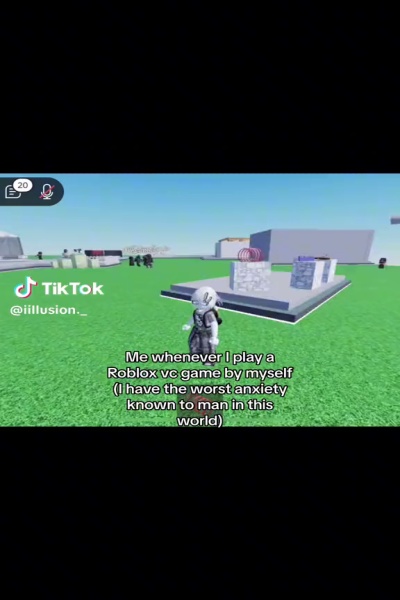 20
TikTok
@iillusion._
Me whenever I play a
Roblox vc game by myself
(I have the worst anxiety
known to man in this
world)